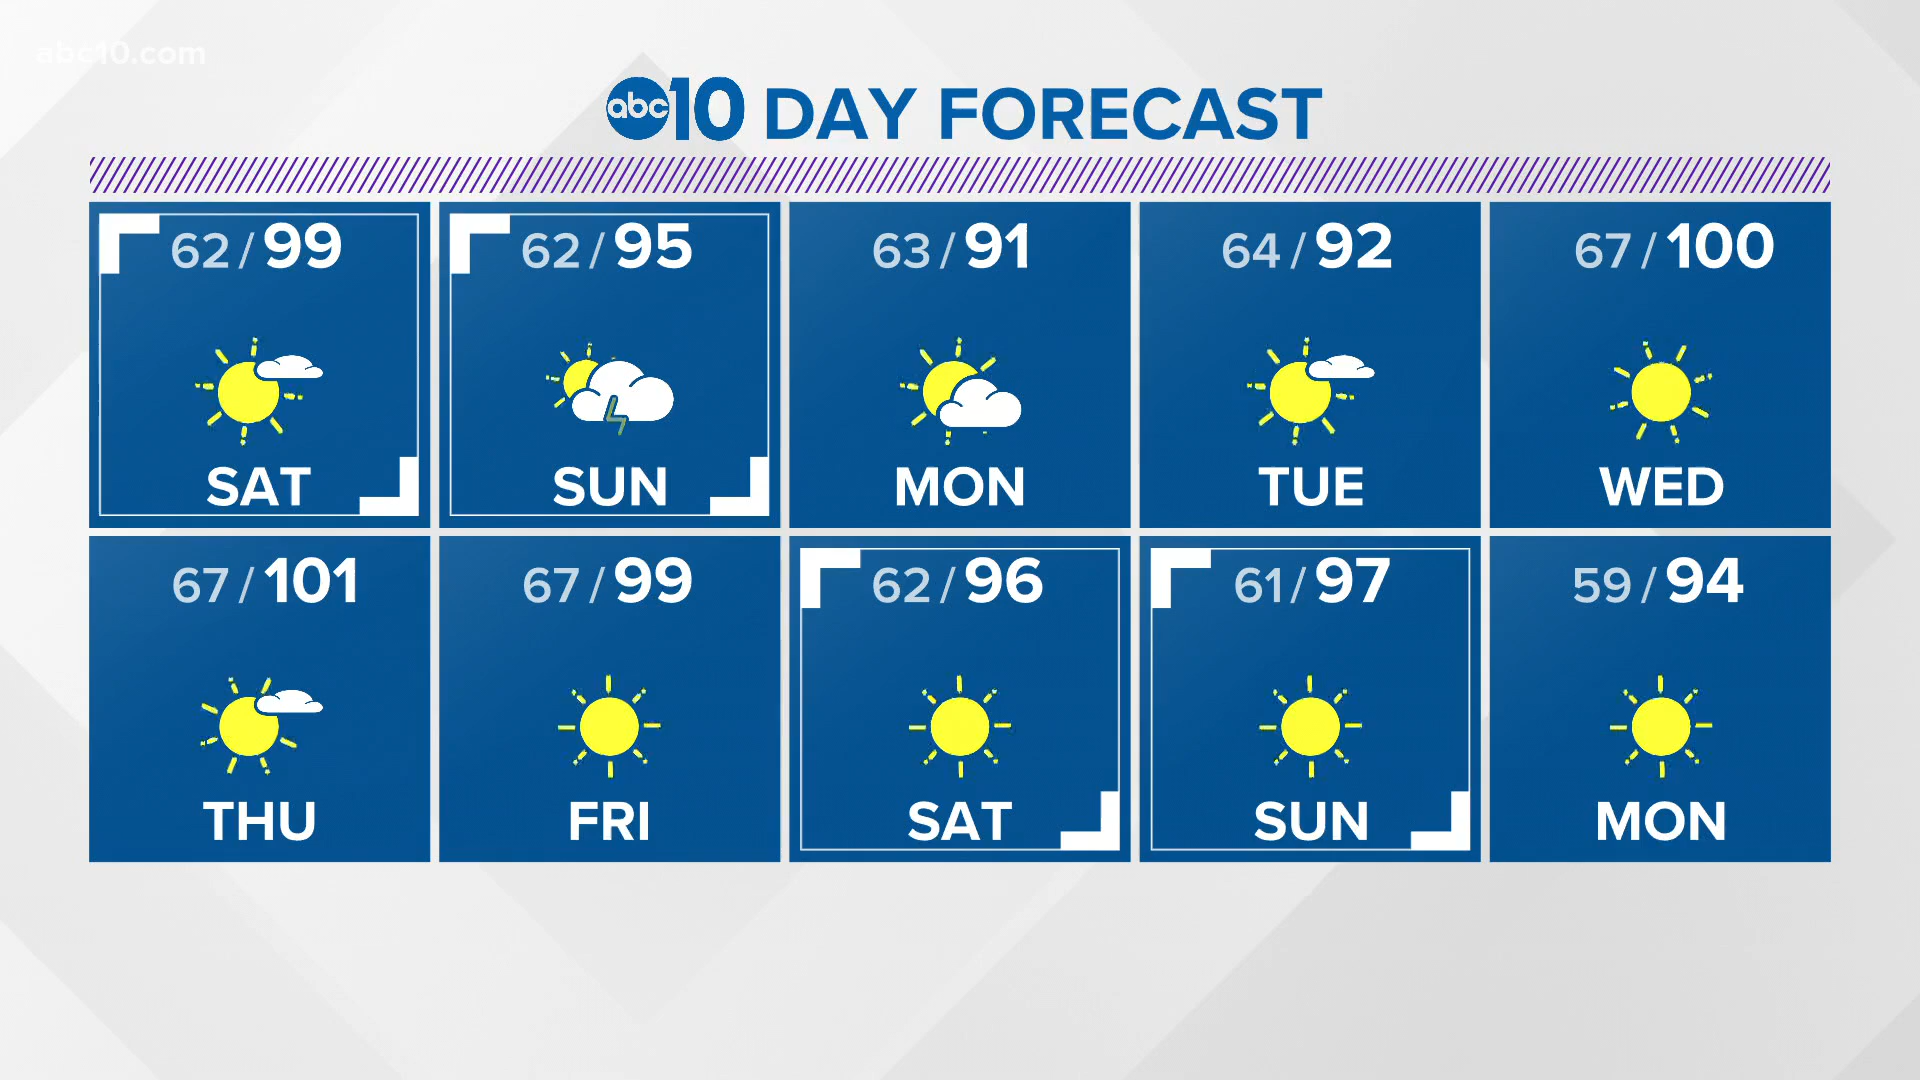 abc10.com
abc10 DAY FORECAST
62/99 62/95 63/91 64/92 67/100
SAT SUN MON TUE WED
67/101 67/99 62/96 61/97 59/94
THU FRI SAT SUN MON